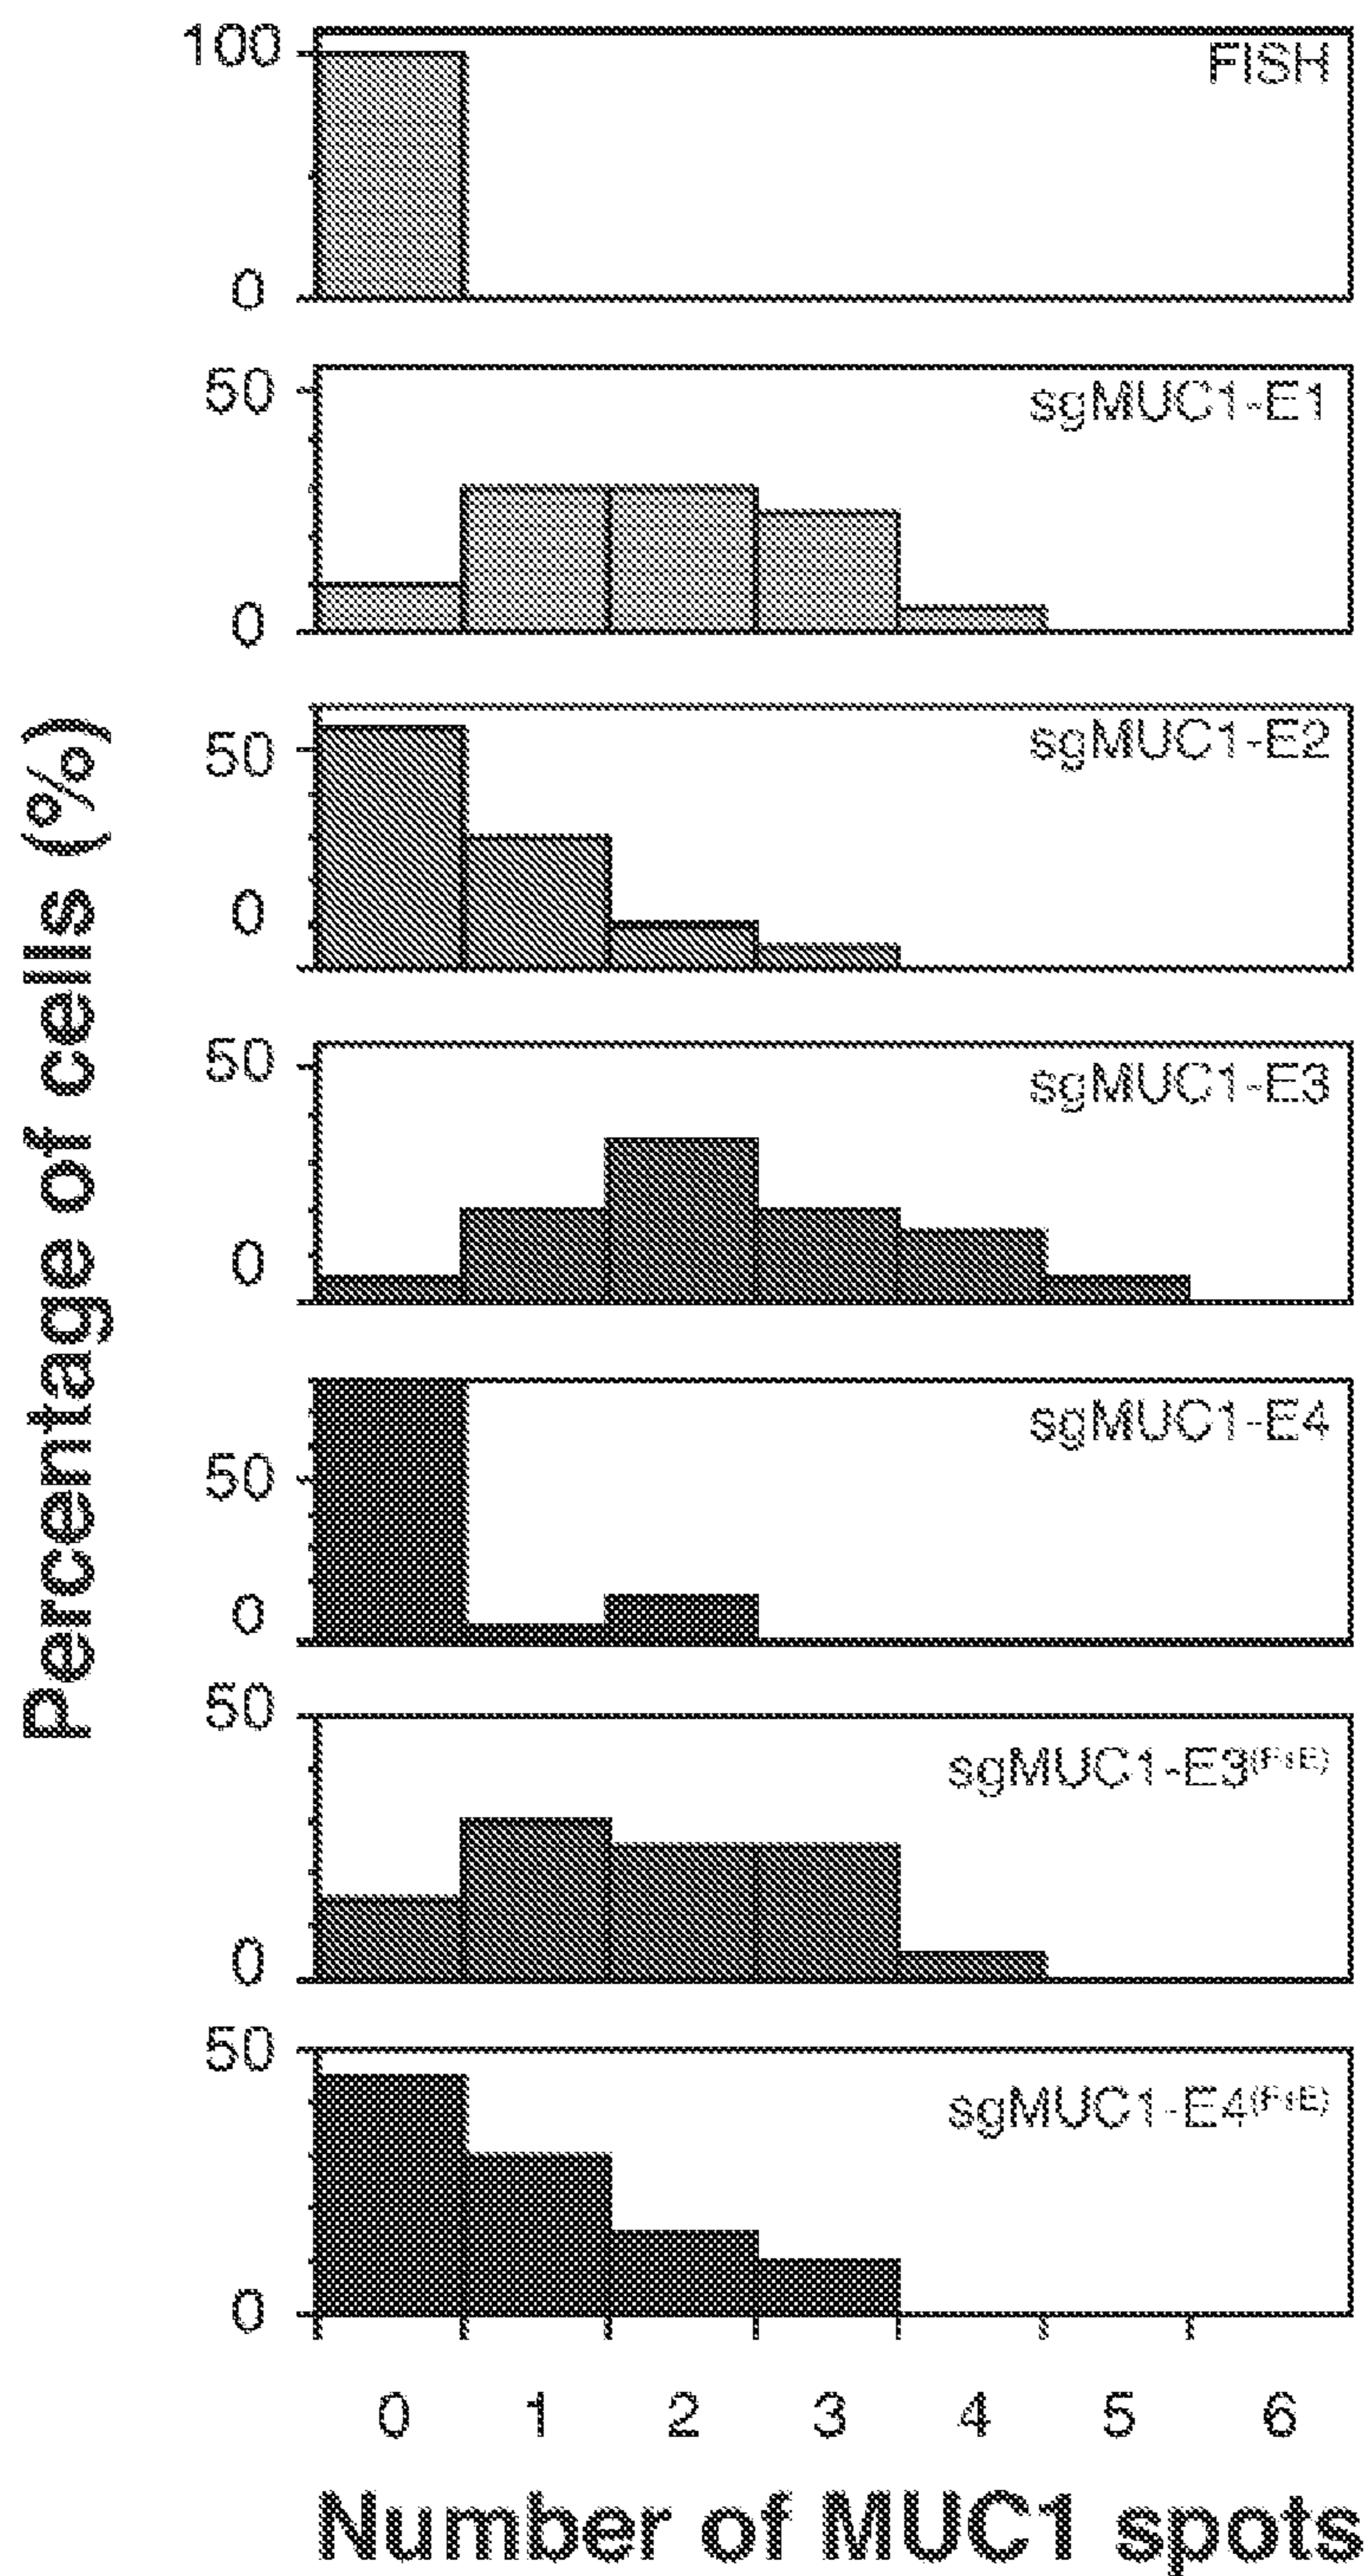 Percentage of cells (%)
100
FISH
0
50
sgMUC1-E1
0
50
sgMUC1-E2
0
50
sgMUC1-E3
0
50
sgMUC1-E4
0
50
sgMUC1-E3
0
50
sgMUC1-E4
0
0 1 2 3 4 5 6
Number of MUC1 spots